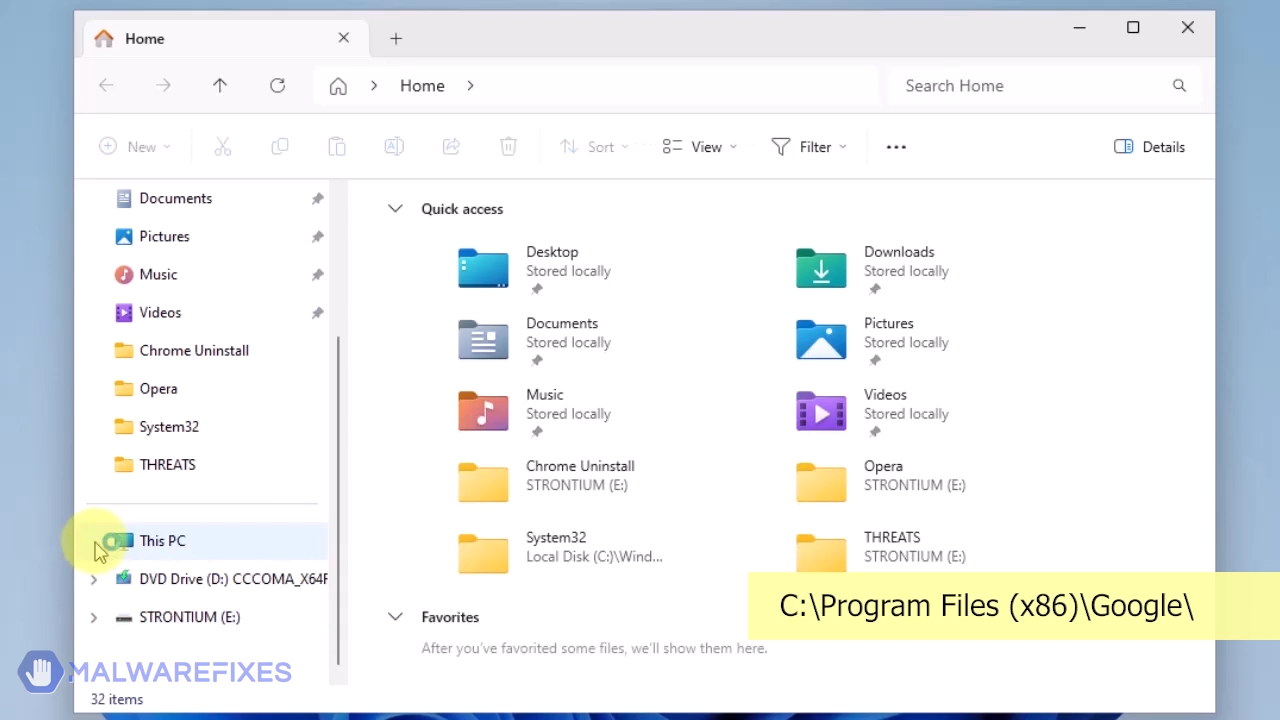 Home
Home
Search Home
New
Sort
View
Filter
Details
Documents
Pictures
Music
Videos
Chrome Uninstall
Opera
System32
THREATS
This PC
DVD Drive (D:) CCCOMA_X64F
STRONTIUM (E:)
Quick access
Desktop
Stored locally
Downloads
Stored locally
Documents
Stored locally
Pictures
Stored locally
Music
Stored locally
Videos
Stored locally
Chrome Uninstall
STRONTIUM (E:)
Opera
STRONTIUM (E:)
System32
Local Disk (C:)\Wind...
THREATS
STRONTIUM (E:)
C:\Program Files (x86)\Google\
Favorites
After you've favorited some files, we'll show them here.
MALWAREFIXES
32 items